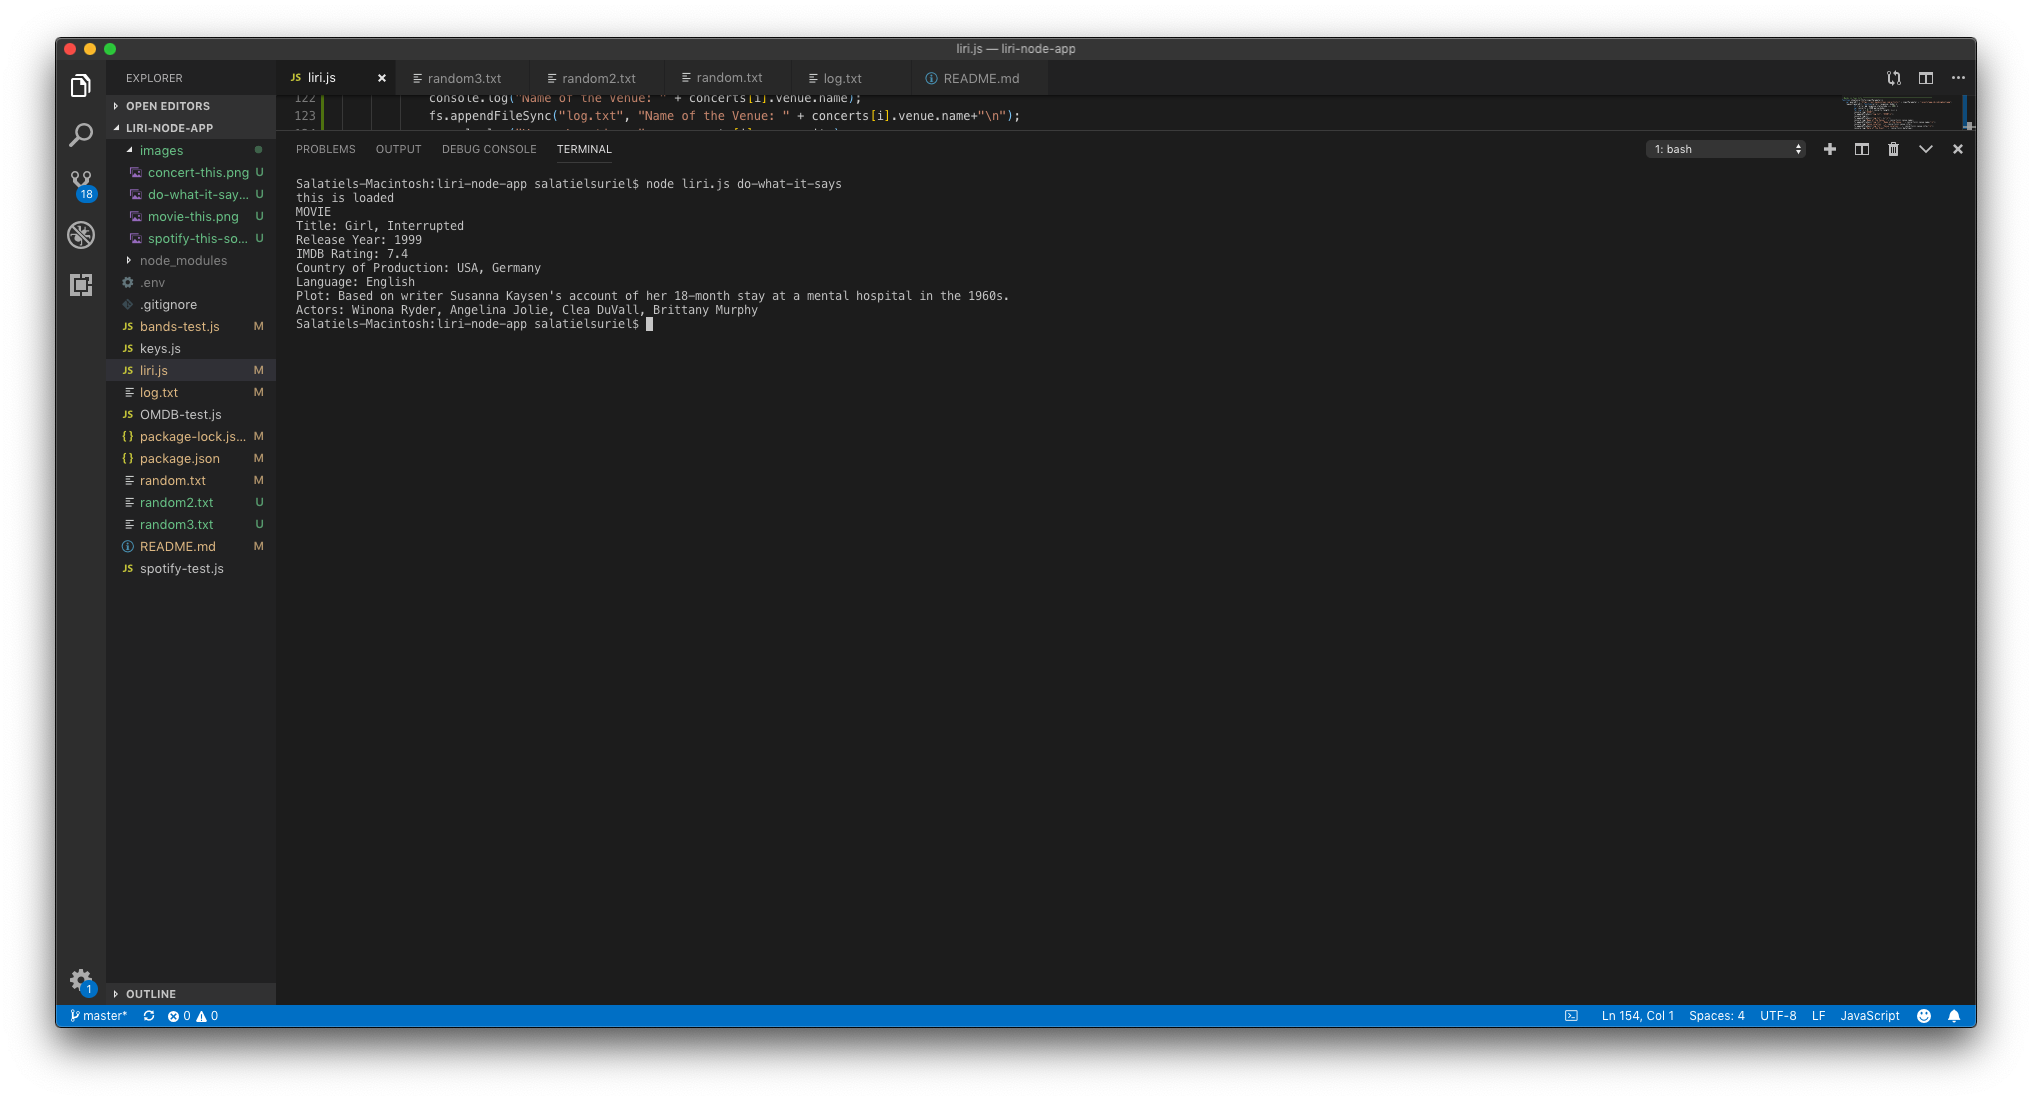 liri.js — liri-node-app
EXPLORER
JS liri.js
random3.txt
random2.txt
random.txt
log.txt
README.md
OPEN EDITORS
LIRI-NODE-APP
images
concert-this.png U
do-what-it-say... U
movie-this.png U
spotify-this-so... U
node_modules
.env
.gitignore
JS bands-test.js M
JS keys.js
JS liri.js M
log.txt M
JS OMDB-test.js
{} package-lock.js... M
{} package.json M
random.txt M
random2.txt U
random3.txt U
README.md M
JS spotify-test.js
OUTLINE
18
1
122 console.log("Name of the Venue: " + concerts[i].venue.name);
123 fs.appendFileSync("log.txt", "Name of the Venue: " + concerts[i].venue.name+"\n");
PROBLEMS OUTPUT DEBUG CONSOLE TERMINAL
1: bash
Salatiels-Macintosh:liri-node-app salatielsuriel$ node liri.js do-what-it-says
this is loaded
MOVIE
Title: Girl, Interrupted
Release Year: 1999
IMDB Rating: 7.4
Country of Production: USA, Germany
Language: English
Plot: Based on writer Susanna Kaysen's account of her 18-month stay at a mental hospital in the 1960s.
Actors: Winona Ryder, Angelina Jolie, Clea DuVall, Brittany Murphy
Salatiels-Macintosh:liri-node-app salatielsuriel$
master* 0 0
Ln 154, Col 1 Spaces: 4 UTF-8 LF JavaScript